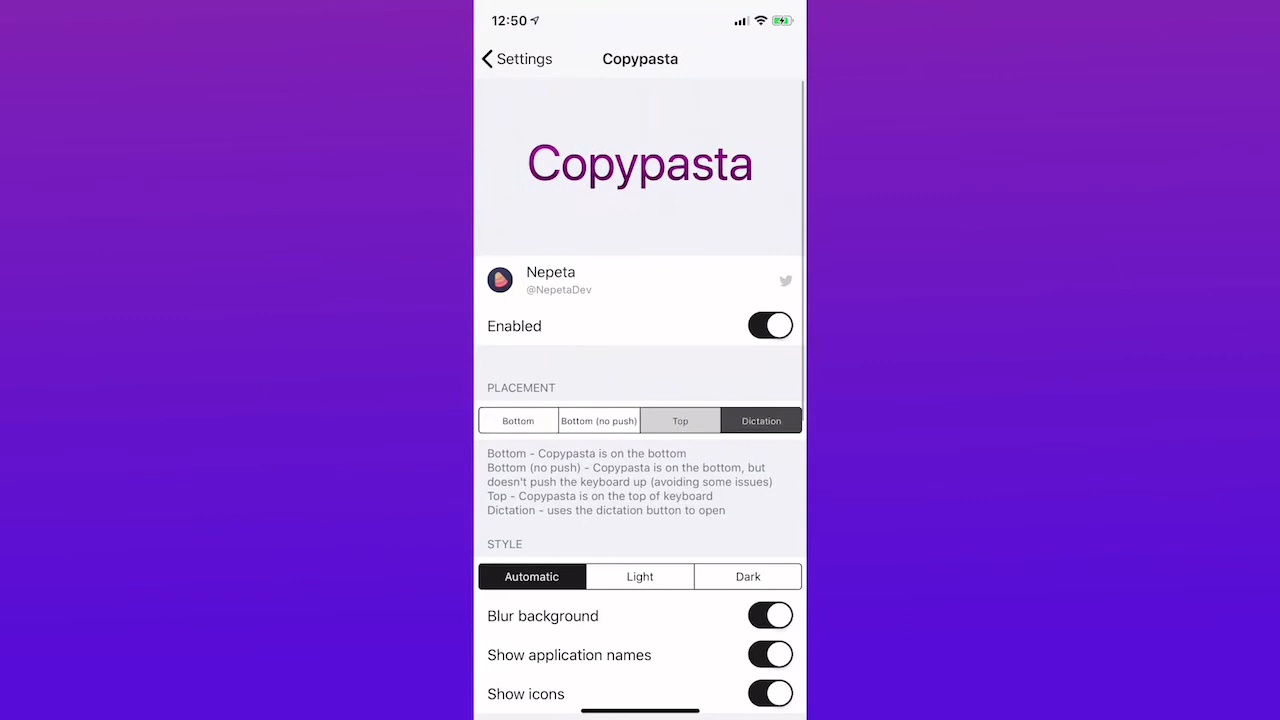 12:50
Settings
Copypasta
Copypasta
Nepeta
@NepetaDev
Enabled
PLACEMENT
Bottom
Bottom (no push)
Top
Dictation
Bottom - Copypasta is on the bottom
Bottom (no push) - Copypasta is on the bottom, but
doesn't push the keyboard up (avoiding some issues)
Top - Copypasta is on the top of keyboard
Dictation - uses the dictation button to open
STYLE
Automatic
Light
Dark
Blur background
Show application names
Show icons